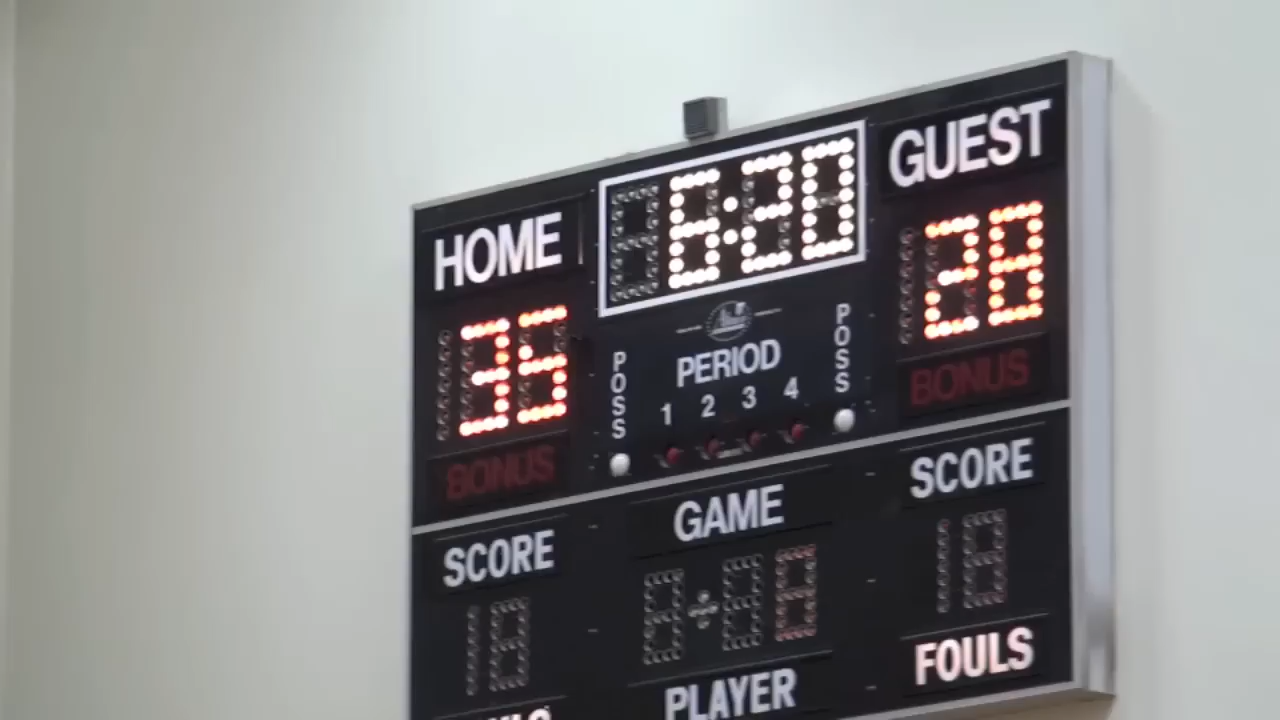 HOME
6:20
GUEST
35
28
POSS
PERIOD
POSS
1 2 3 4
BONUS
BONUS
SCORE
GAME
SCORE
PLAYER
FOULS